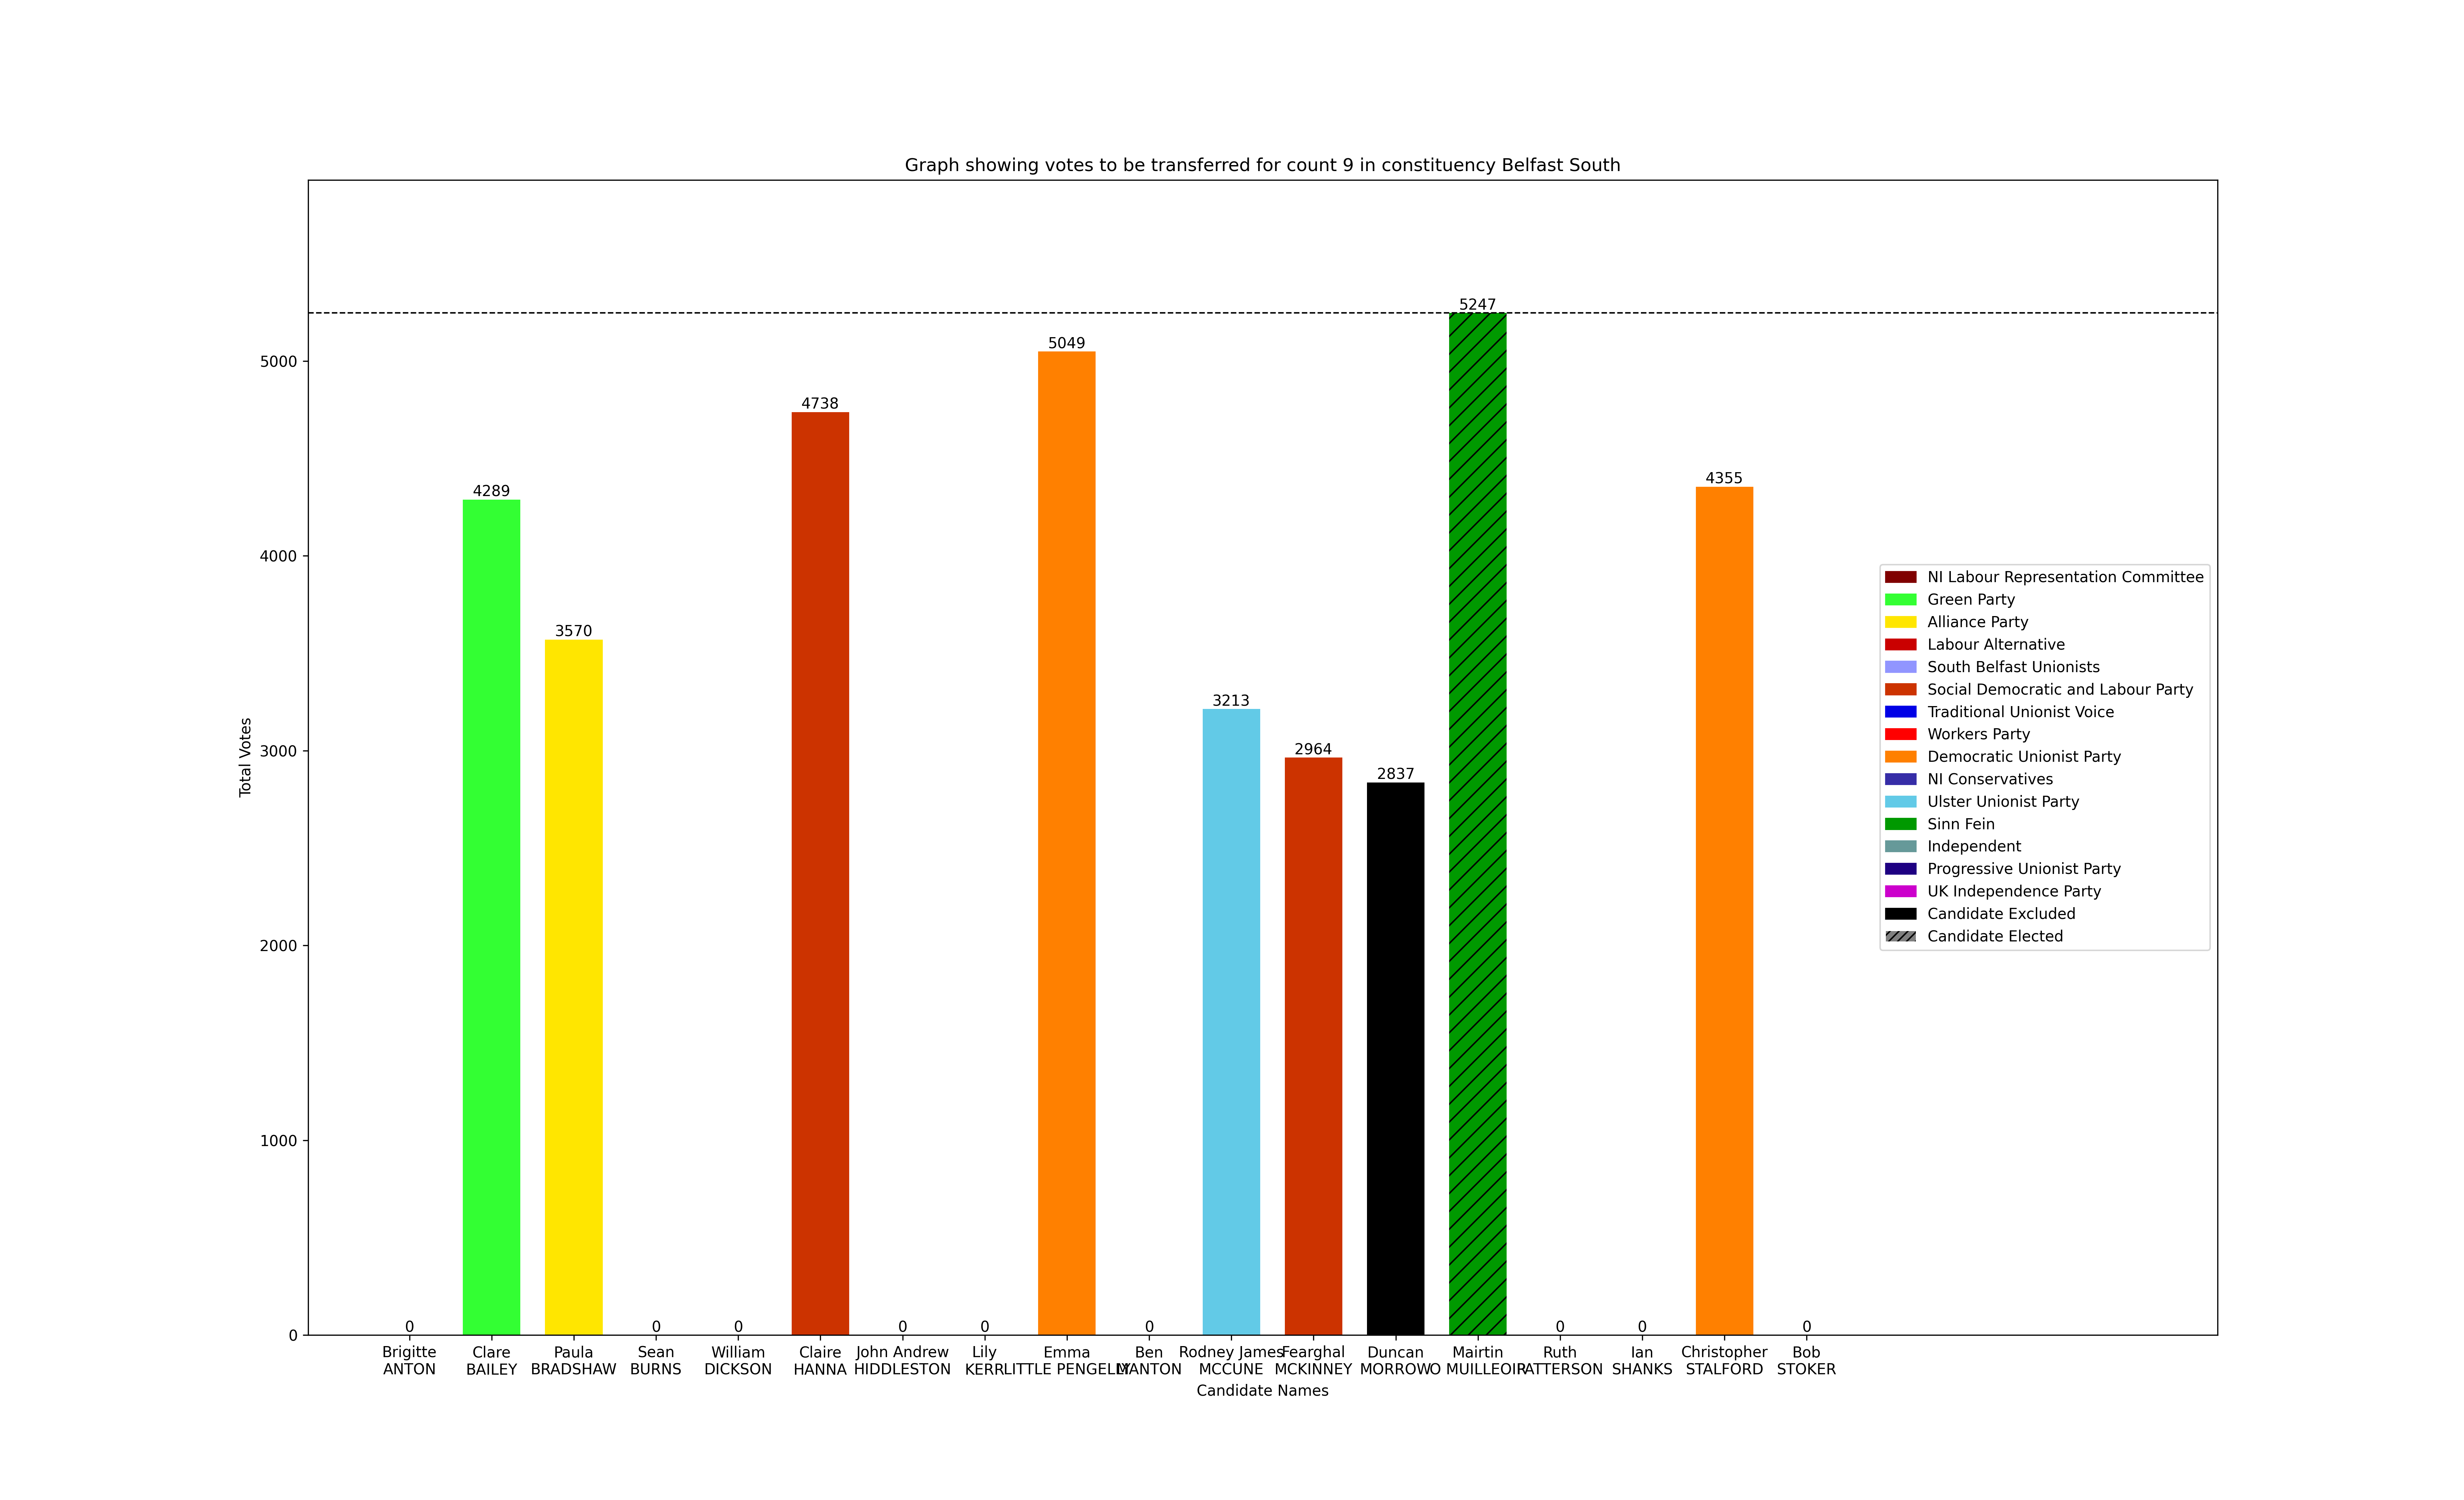 Graph showing votes to be transferred for count 9 in constituency Belfast South
Total Votes
5000
4000
3000
2000
1000
0
0
4289
3570
0
0
4738
0
0
5049
0
3213
2964
2837
5247
0
0
4355
0
Brigitte
ANTON
Clare
BAILEY
Paula
BRADSHAW
Sean
BURNS
William
DICKSON
Claire
HANNA
John Andrew
HIDDLESTON
Lily
KERR
Emma
LITTLE PENGELLY
Ben
MANTON
Rodney James
MCCUNE
Fearghal
MCKINNEY
Duncan
MORROW
Mairtin
O MUILLEOIR
Ruth
PATTERSON
Ian
SHANKS
Christopher
STALFORD
Bob
STOKER
Candidate Names
NI Labour Representation Committee
Green Party
Alliance Party
Labour Alternative
South Belfast Unionists
Social Democratic and Labour Party
Traditional Unionist Voice
Workers Party
Democratic Unionist Party
NI Conservatives
Ulster Unionist Party
Sinn Fein
Independent
Progressive Unionist Party
UK Independence Party
Candidate Excluded
Candidate Elected